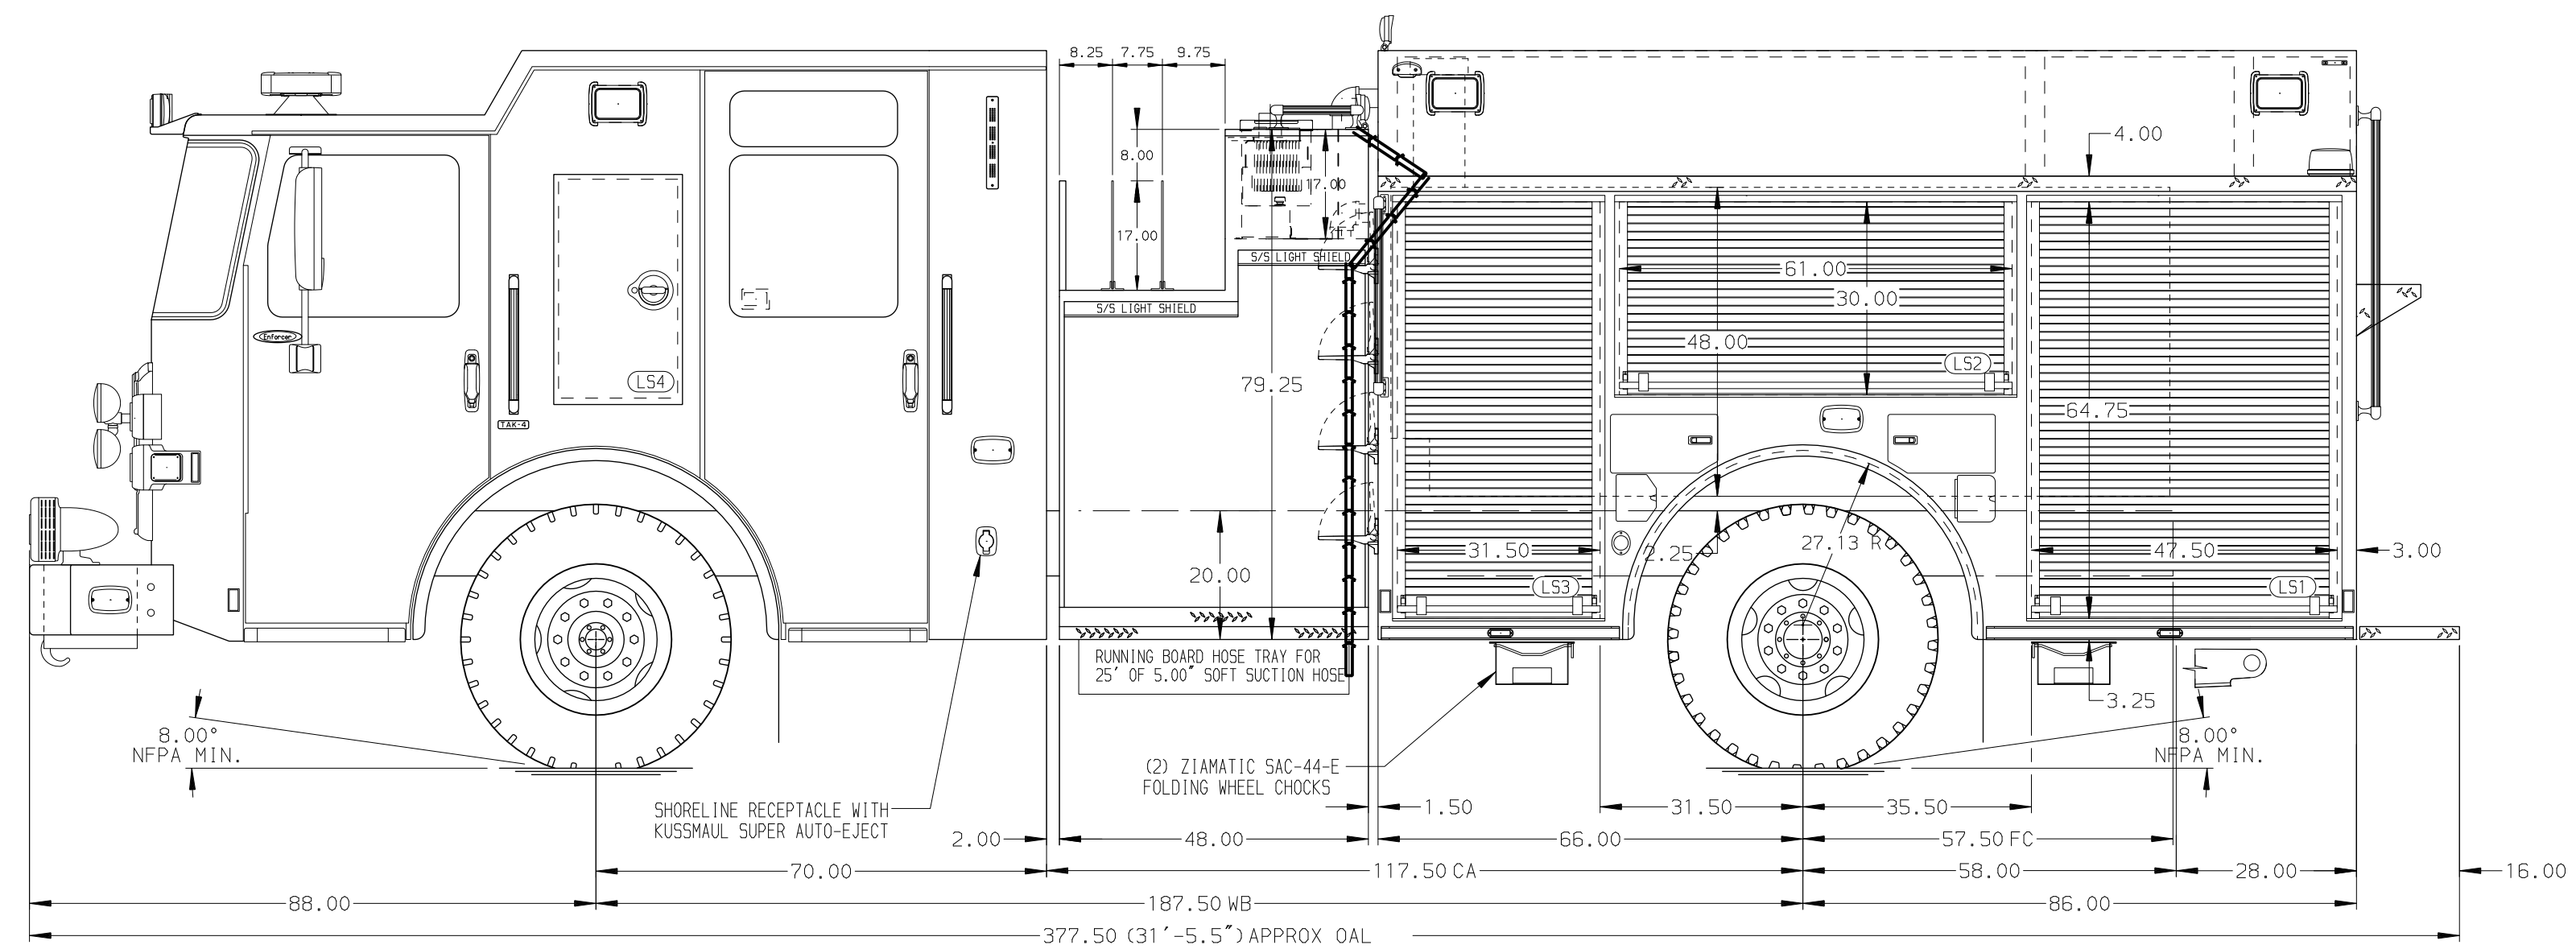 8.25
7.75
9.75
4.00
8.00
17.00
17.00
S/S LIGHT SHIELD
61.00
30.00
S/S LIGHT SHIELD
Enforcer
48.00
LS2
LS4
79.25
64.75
TAK-4
31.50
2.25
27.13 R
47.50
3.00
20.00
LS3
LS1
RUNNING BOARD HOSE TRAY FOR
25' OF 5.00" SOFT SUCTION HOSE
3.25
8.00°
NFPA MIN.
8.00°
NFPA MIN.
(2) ZIAMATIC SAC-44-E
FOLDING WHEEL CHOCKS
SHORELINE RECEPTACLE WITH
KUSSMAUL SUPER AUTO-EJECT
1.50
31.50
35.50
2.00
48.00
66.00
57.50 FC
70.00
117.50 CA
58.00
28.00
16.00
88.00
187.50 WB
86.00
377.50 (31'-5.5") APPROX OAL